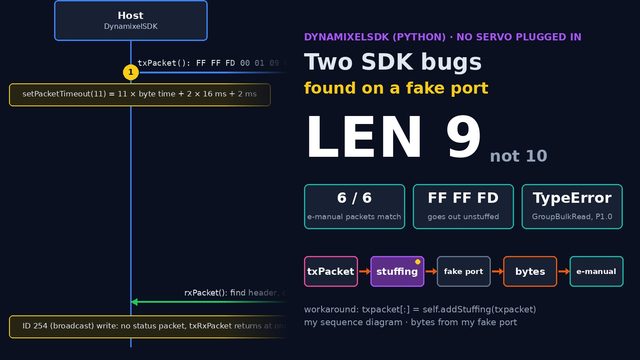 Host
DynamixelSDK
txPacket(): FF FF FD 00 01 09
1
setPacketTimeout(11) = 11 × byte time + 2 × 16 ms + 2 ms
rxPacket(): find header,
ID 254 (broadcast) write: no status packet, txRxPacket returns at
DYNAMIXELSDK (PYTHON) · NO SERVO PLUGGED IN
Two SDK bugs
found on a fake port
LEN 9 not 10
6 / 6
e-manual packets match
FF FF FD
goes out unstuffed
TypeError
GroupBulkRead, P1.0
txPacket
stuffing
fake port
bytes
e-manual
workaround: txpacket[:] = self.addStuffing(txpacket)
my sequence diagram · bytes from my fake port